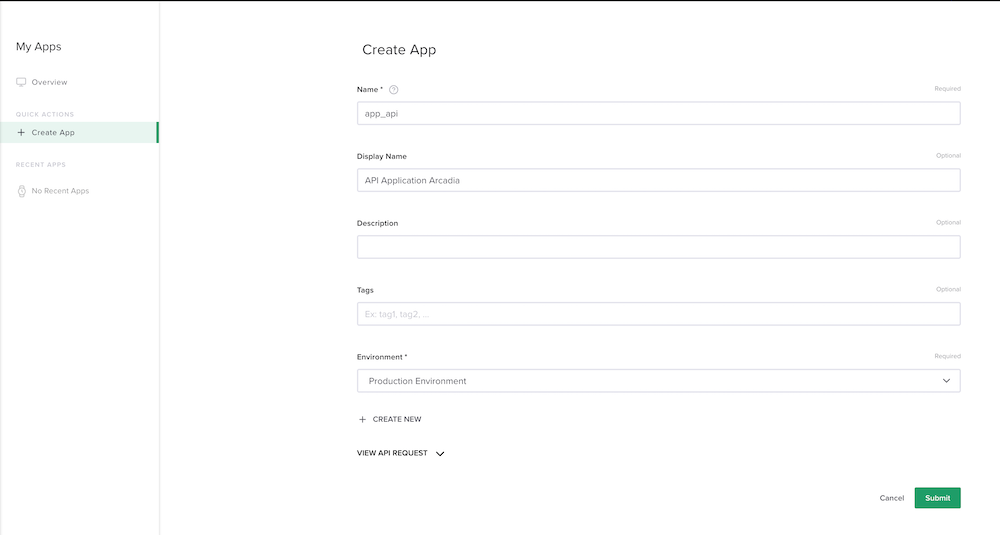 My Apps
Overview
QUICK ACTIONS
Create App
RECENT APPS
No Recent Apps
Create App
Name *
Required
app_api
Display Name
Optional
API Application Arcadia
Description
Optional
Tags
Optional
Ex: tag1, tag2, ...
Environment *
Required
Production Environment
CREATE NEW
VIEW API REQUEST
Cancel
Submit